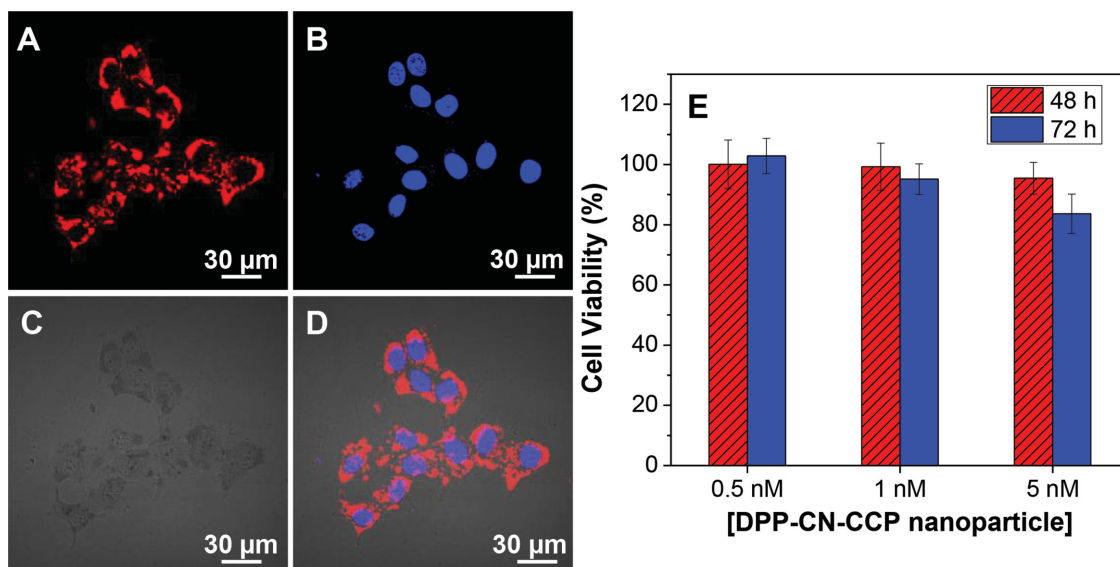 A
30 µm
B
30 µm
C
30 µm
D
30 µm
E
48 h
72 h
Cell Viability (%)
120
100
80
60
40
20
0
0.5 nM
1 nM
5 nM
[DPP-CN-CCP nanoparticle]